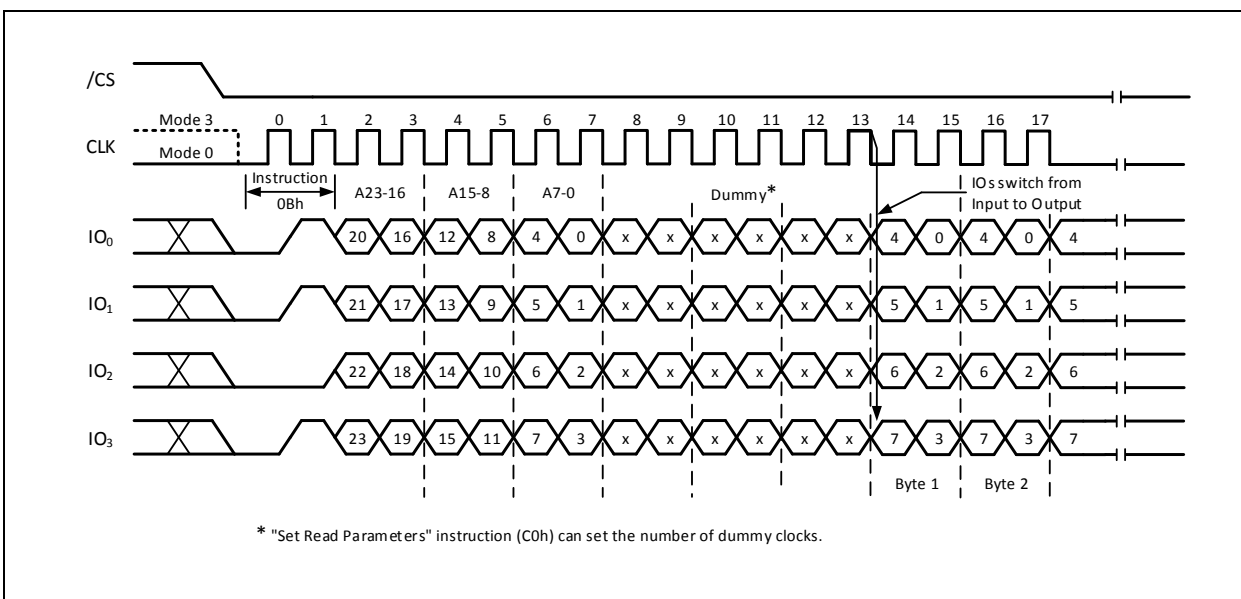 /CS
Mode 3 0 1 2 3 4 5 6 7 8 9 10 11 12 13 14 15 16 17
CLK
Mode 0
Instruction
0Bh
A23-16 A15-8 A7-0 Dummy*
IOs switch from
Input to Output
IO0 20 16 12 8 4 0 x x x x x x 4 0 4 0 4
IO1 21 17 13 9 5 1 x x x x x x 5 1 5 1 5
IO2 22 18 14 10 6 2 x x x x x x 6 2 6 2 6
IO3 23 19 15 11 7 3 x x x x x x 7 3 7 3 7
Byte 1 Byte 2
* "Set Read Parameters" instruction (C0h) can set the number of dummy clocks.